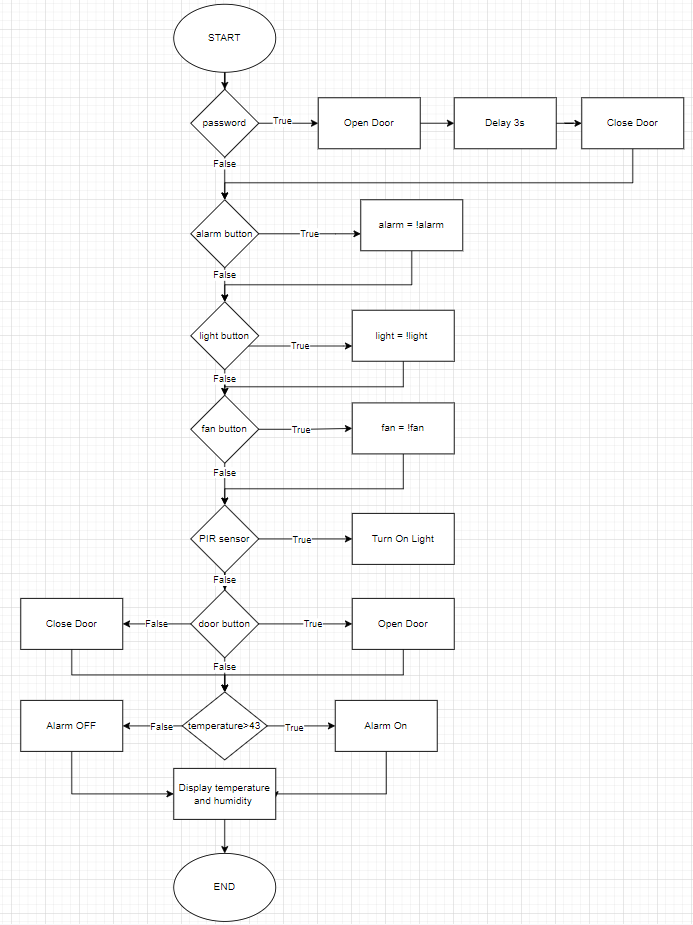 START
password
True
Open Door
Delay 3s
Close Door
False
alarm button
True
alarm = !alarm
False
light button
True
light = !light
False
fan button
True
fan = !fan
False
PIR sensor
True
Turn On Light
False
Close Door
False
door button
True
Open Door
False
Alarm OFF
False
temperature>43
True
Alarm On
Display temperature
and humidity
END